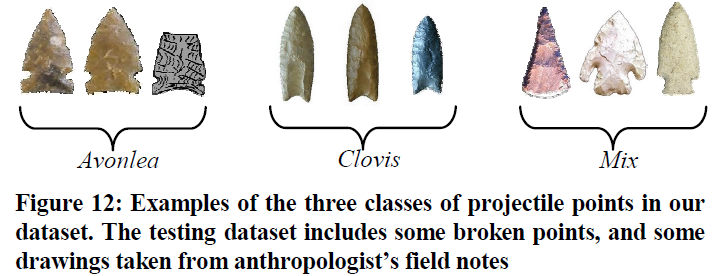 Avonlea Clovis Mix
Figure 12: Examples of the three classes of projectile points in our
dataset. The testing dataset includes some broken points, and some
drawings taken from anthropologist's field notes